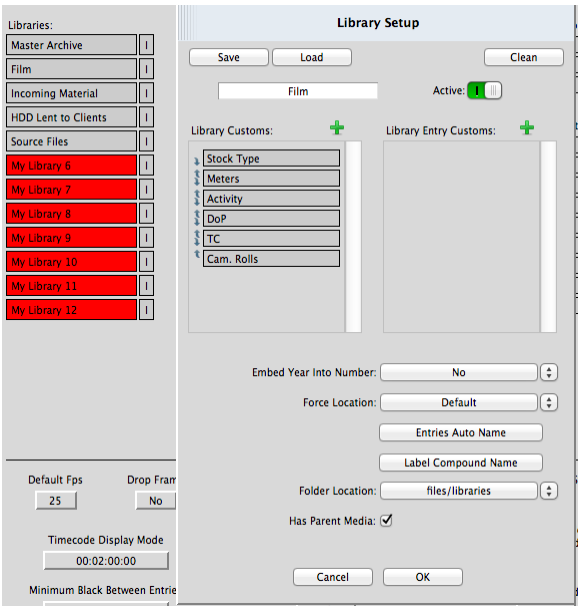 Libraries:
Master Archive I
Film I
Incoming Material I
HDD Lent to Clients I
Source Files I
My Library 6 I
My Library 7 I
My Library 8 I
My Library 9 I
My Library 10 I
My Library 11 I
My Library 12 I
Default Fps Drop Fram
25 No
Timecode Display Mode
00:02:00:00
Minimum Black Between Entrie
Library Setup
Save Load Clean
Film Active: I
Library Customs: Library Entry Customs:
Stock Type
Meters
Activity
DoP
TC
Cam. Rolls
Embed Year Into Number: No
Force Location: Default
Entries Auto Name
Label Compound Name
Folder Location: files/libraries
Has Parent Media:
Cancel OK